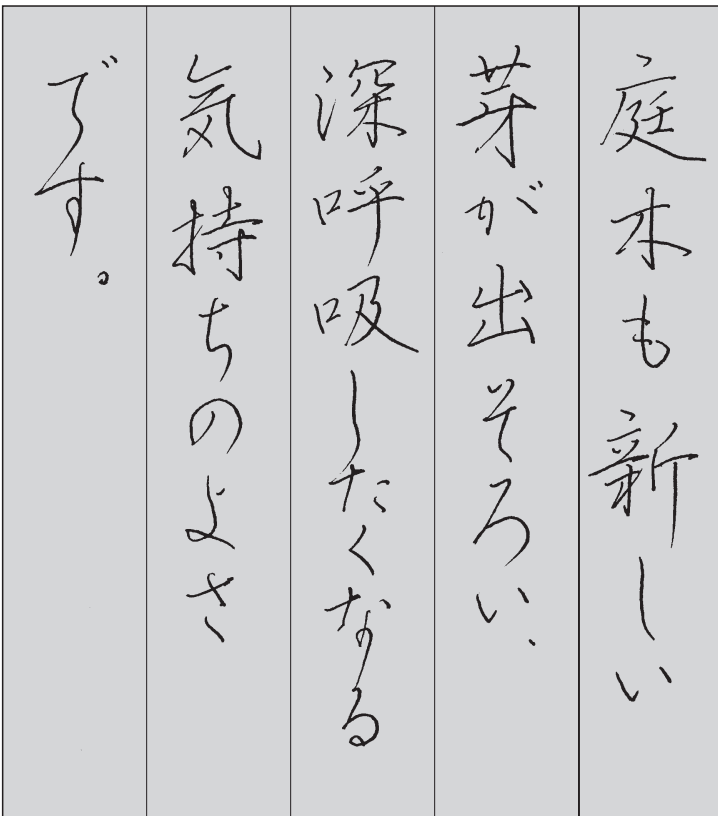 庭木も新しい
芽が出そろい、
深呼吸したくなる
気持ちのよさ
です。